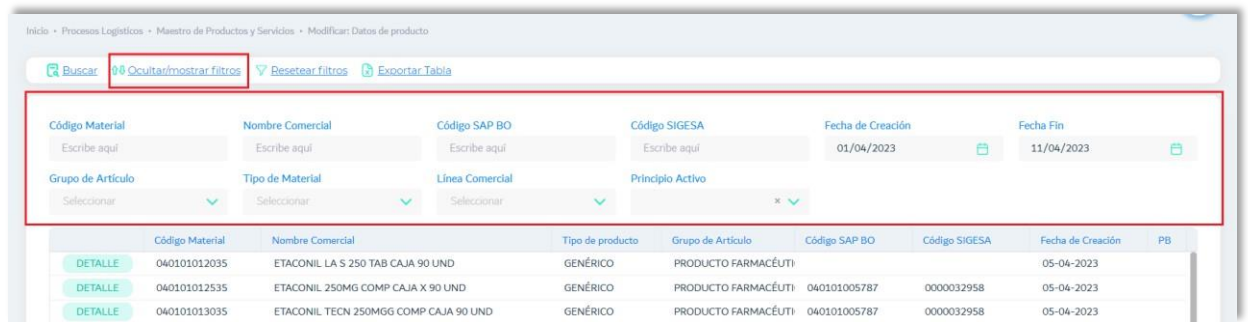 Inicio • Procesos Logísticos • Maestro de Productos y Servicios • Modificar: Datos de producto
Buscar Ocultar/mostrar filtros Resetear filtros Exportar Tabla
Código Material Nombre Comercial Código SAP BO Código SIGESA Fecha de Creación Fecha Fin
Escribe aquí Escribe aquí Escribe aquí Escribe aquí 01/04/2023 11/04/2023
Grupo de Artículo Tipo de Material Línea Comercial Principio Activo
Seleccionar Seleccionar Seleccionar ×
Código Material Nombre Comercial Tipo de producto Grupo de Artículo Código SAP BO Código SIGESA Fecha de Creación PB
DETALLE 040101012035 ETACONIL LA S 250 TAB CAJA 90 UND GENÉRICO PRODUCTO FARMACÉUTI 05-04-2023
DETALLE 040101012535 ETACONIL 250MG COMP CAJA X 90 UND GENÉRICO PRODUCTO FARMACÉUTI 040101005787 0000032958 05-04-2023
DETALLE 040101013035 ETACONIL TECN 250MGG COMP CAJA 90 UND GENÉRICO PRODUCTO FARMACÉUTI 040101005787 0000032958 05-04-2023